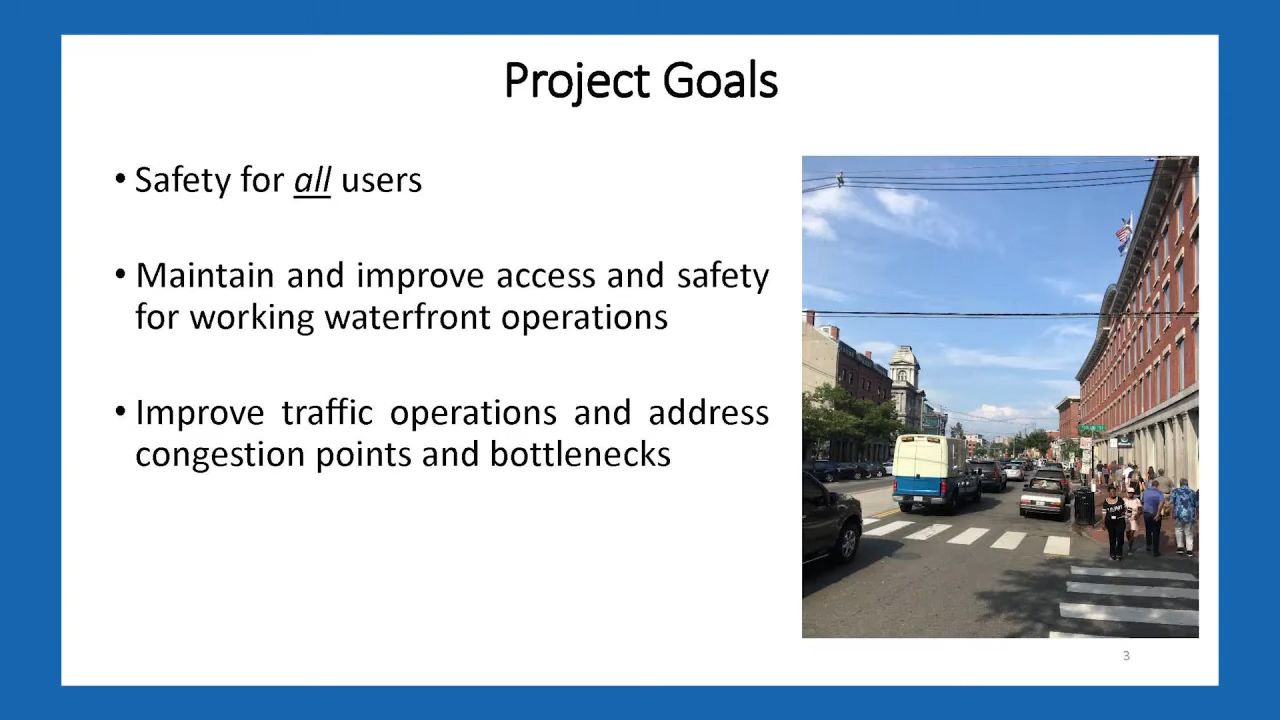 Project Goals
• Safety for all users
• Maintain and improve access and safety
for working waterfront operations
• Improve traffic operations and address
congestion points and bottlenecks
3